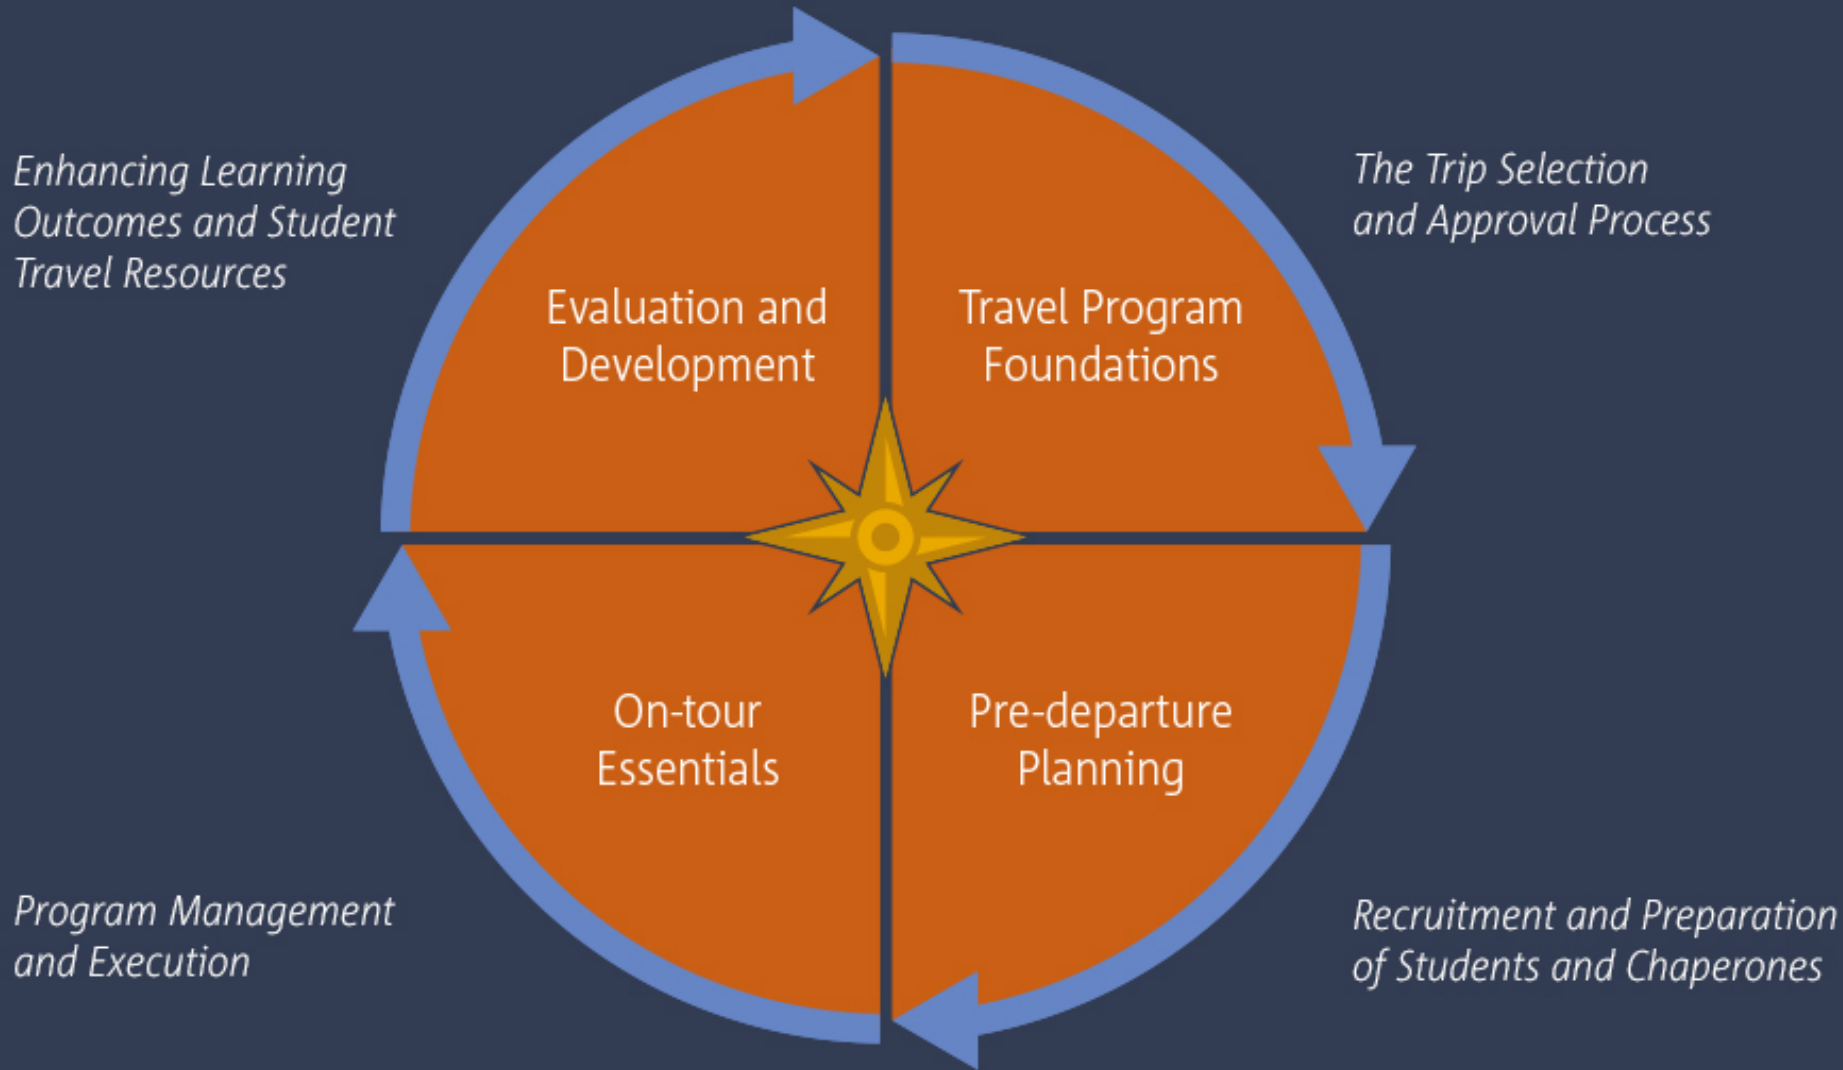 Enhancing Learning
Outcomes and Student
Travel Resources
The Trip Selection
and Approval Process
Evaluation and
Development
Travel Program
Foundations
On-tour
Essentials
Pre-departure
Planning
Program Management
and Execution
Recruitment and Preparation
of Students and Chaperones